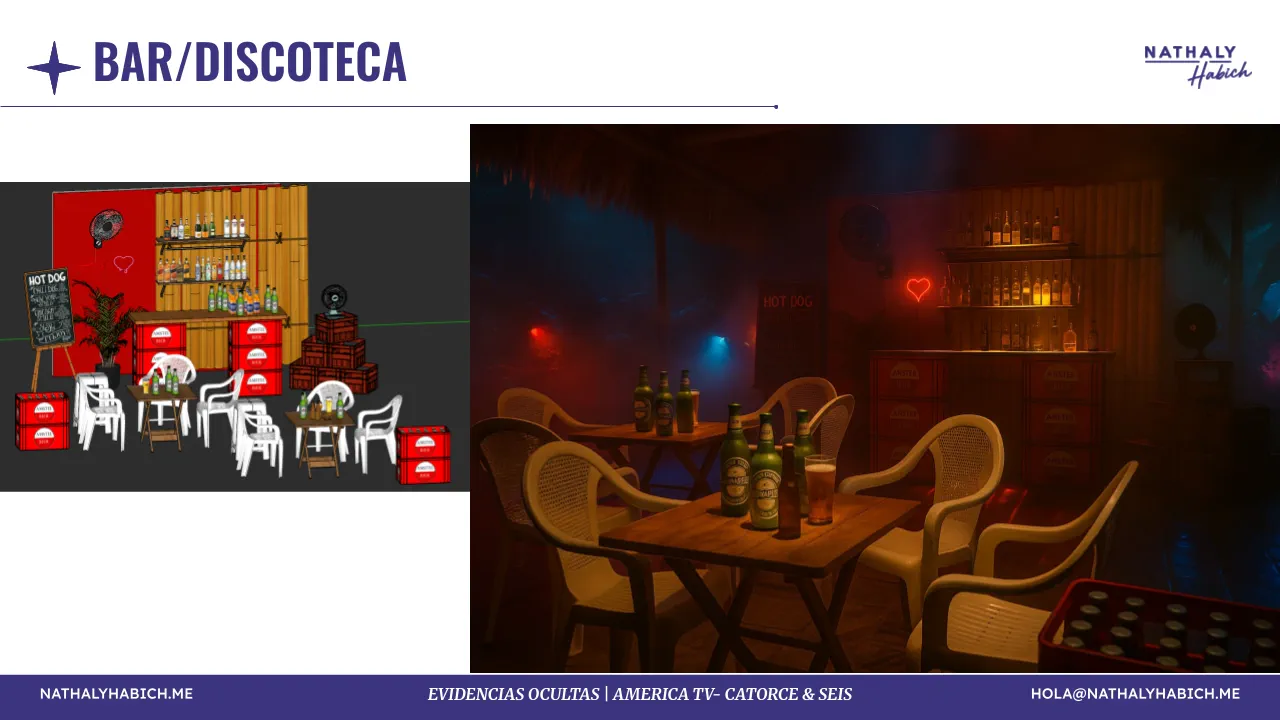 BAR/DISCOTECA
NATHALY
Habich
HOT DOG
HOT DOG
NATHALYHABICH.ME
EVIDENCIAS OCULTAS | AMERICA TV- CATORCE & SEIS
HOLA@NATHALYHABICH.ME